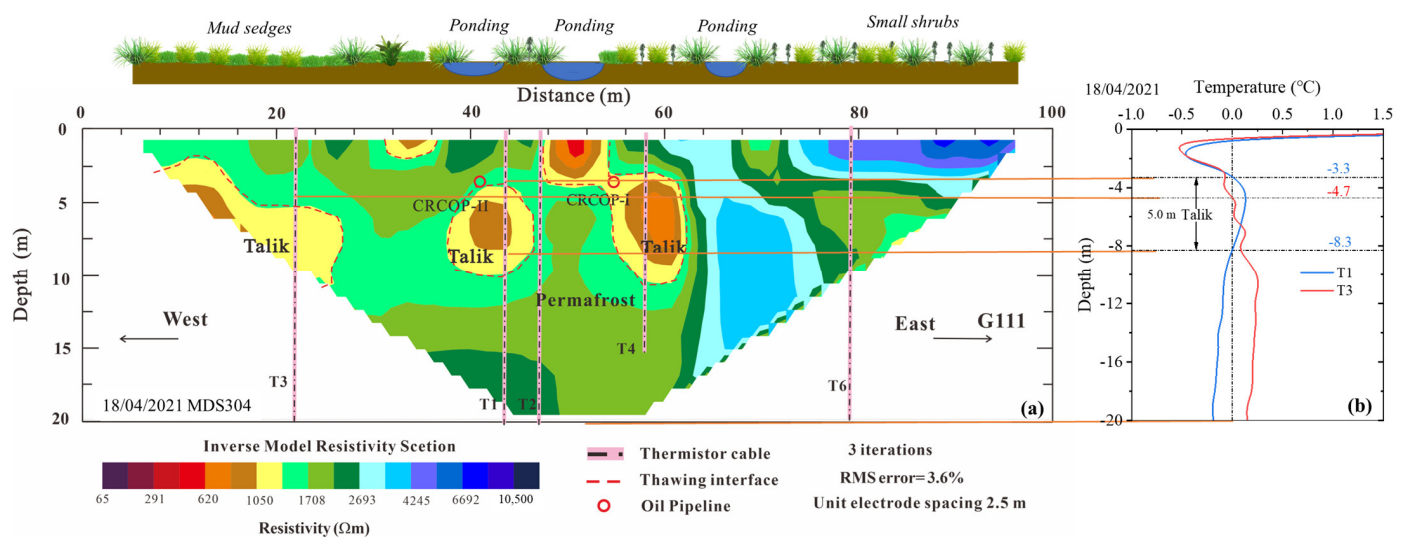 Mud sedges
Ponding
Ponding
Ponding
Small shrubs
Distance (m)
0 20 40 60 80 100
Depth (m)
0
5
10
15
20
CRCOP-II
CRCOP-I
Talik
Talik
Talik
Permafrost
West
East
G111
T3
T1
T2
T4
T6
18/04/2021 MDS304
(a)
Inverse Model Resistivity Scetion
65 291 620 1050 1708 2693 4245 6692 10,500
Resistivity (Ωm)
Thermistor cable
Thawing interface
Oil Pipeline
3 iterations
RMS error=3.6%
Unit electrode spacing 2.5 m
18/04/2021
Temperature (°C)
-1.0 -0.5 0.0 0.5 1.0 1.5
Depth (m)
0
-4
-8
-12
-16
-20
-3.3
-4.7
5.0 m Talik
-8.3
T1
T3
(b)